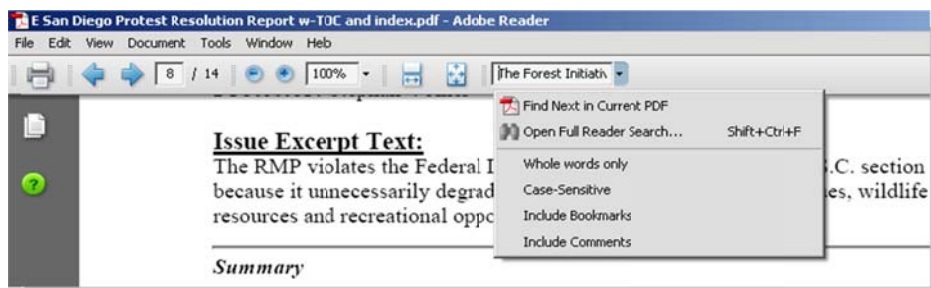 E San Diego Protest Resolution Report w-TOC and index.pdf - Adobe Reader
File Edit View Document Tools Window Help
8 / 14 100% The Forest Initiativ
Find Next in Current PDF
Open Full Reader Search... Shift+Ctrl+F
Whole words only
Case-Sensitive
Include Bookmarks
Include Comments
Issue Excerpt Text:
The RMP violates the Federal .C. section
because it unnecessarily degrad es, wildlife
resources and recreational oppo
Summary